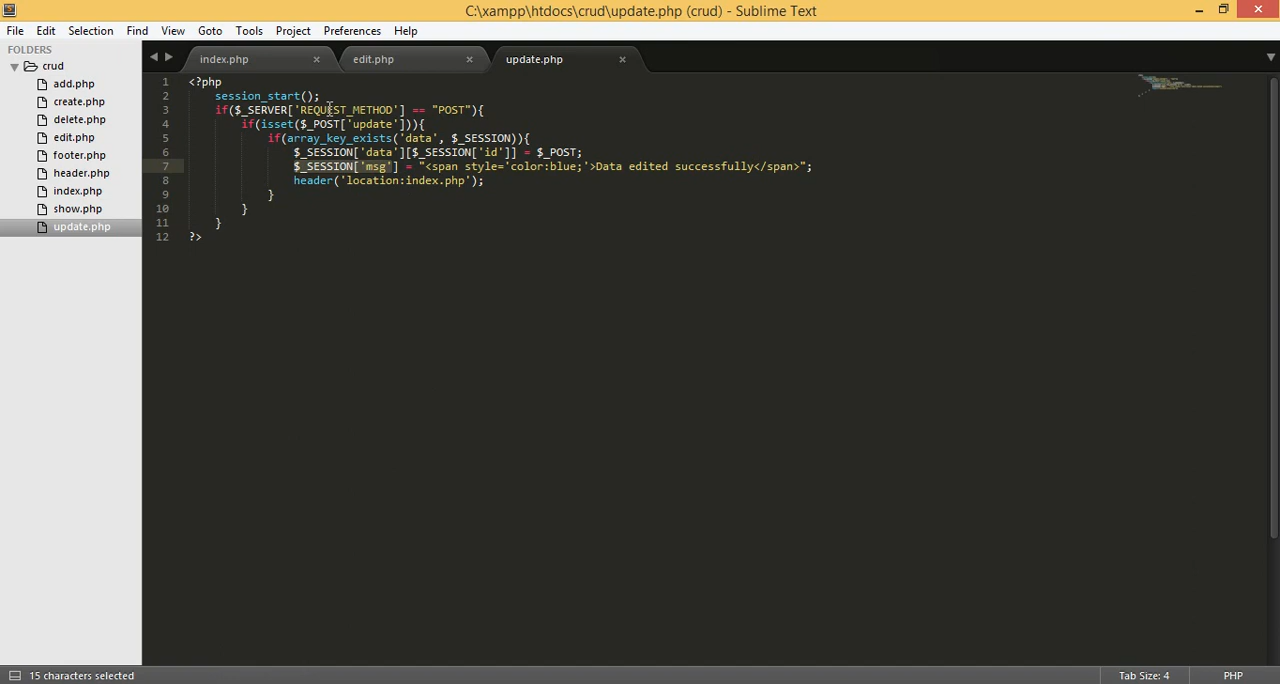 C:\xampp\htdocs\crud\update.php (crud) - Sublime Text
File Edit Selection Find View Goto Tools Project Preferences Help
FOLDERS
crud
add.php
create.php
delete.php
edit.php
footer.php
header.php
index.php
show.php
update.php
index.php edit.php update.php
1 <?php
2 session_start();
3 if($_SERVER['REQUEST_METHOD'] == "POST"){
4 if(isset($_POST['update'])){
5 if(array_key_exists('data', $_SESSION)){
6 $_SESSION['data'][$_SESSION['id']] = $_POST;
7 $_SESSION['msg'] = "<span style='color:blue;'>Data edited successfully</span>";
8 header('location:index.php');
9 }
10 }
11 }
12 ?>
15 characters selected Tab Size: 4 PHP